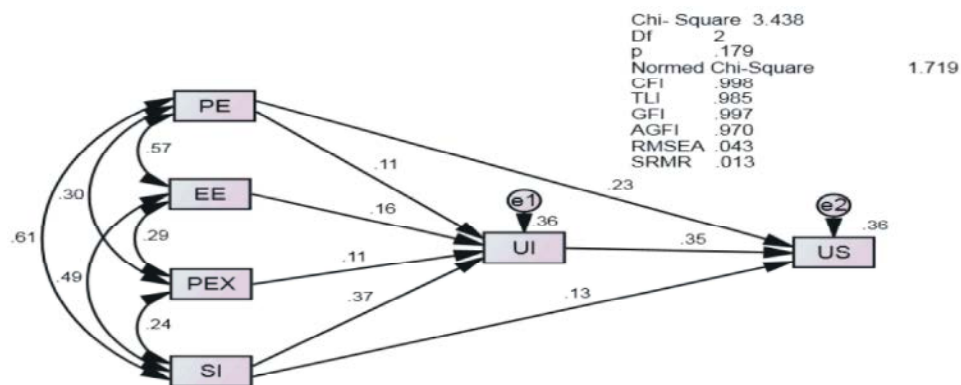 Chi- Square 3.438
Df 2
p .179
Normed Chi-Square 1.719
CFI .998
TLI .985
GFI .997
AGFI .970
RMSEA .043
SRMR .013
PE
.57
.11
.30
EE
.23
e1
e2
.61
.16
.36
.36
.29
UI
.35
US
.49
.11
PEX
.37
.13
.24
SI